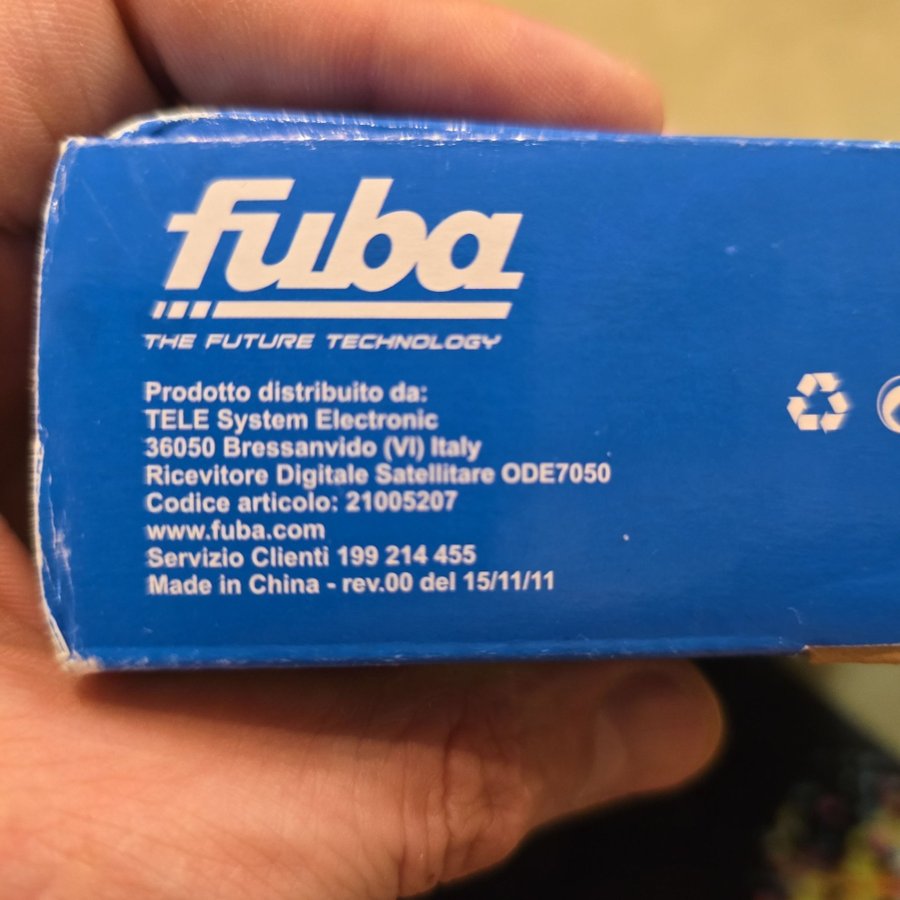 fuba
THE FUTURE TECHNOLOGY
Prodotto distribuito da:
TELE System Electronic
36050 Bressanvido (VI) Italy
Ricevitore Digitale Satellitare ODE7050
Codice articolo: 21005207
www.fuba.com
Servizio Clienti 199 214 455
Made in China - rev.00 del 15/11/11